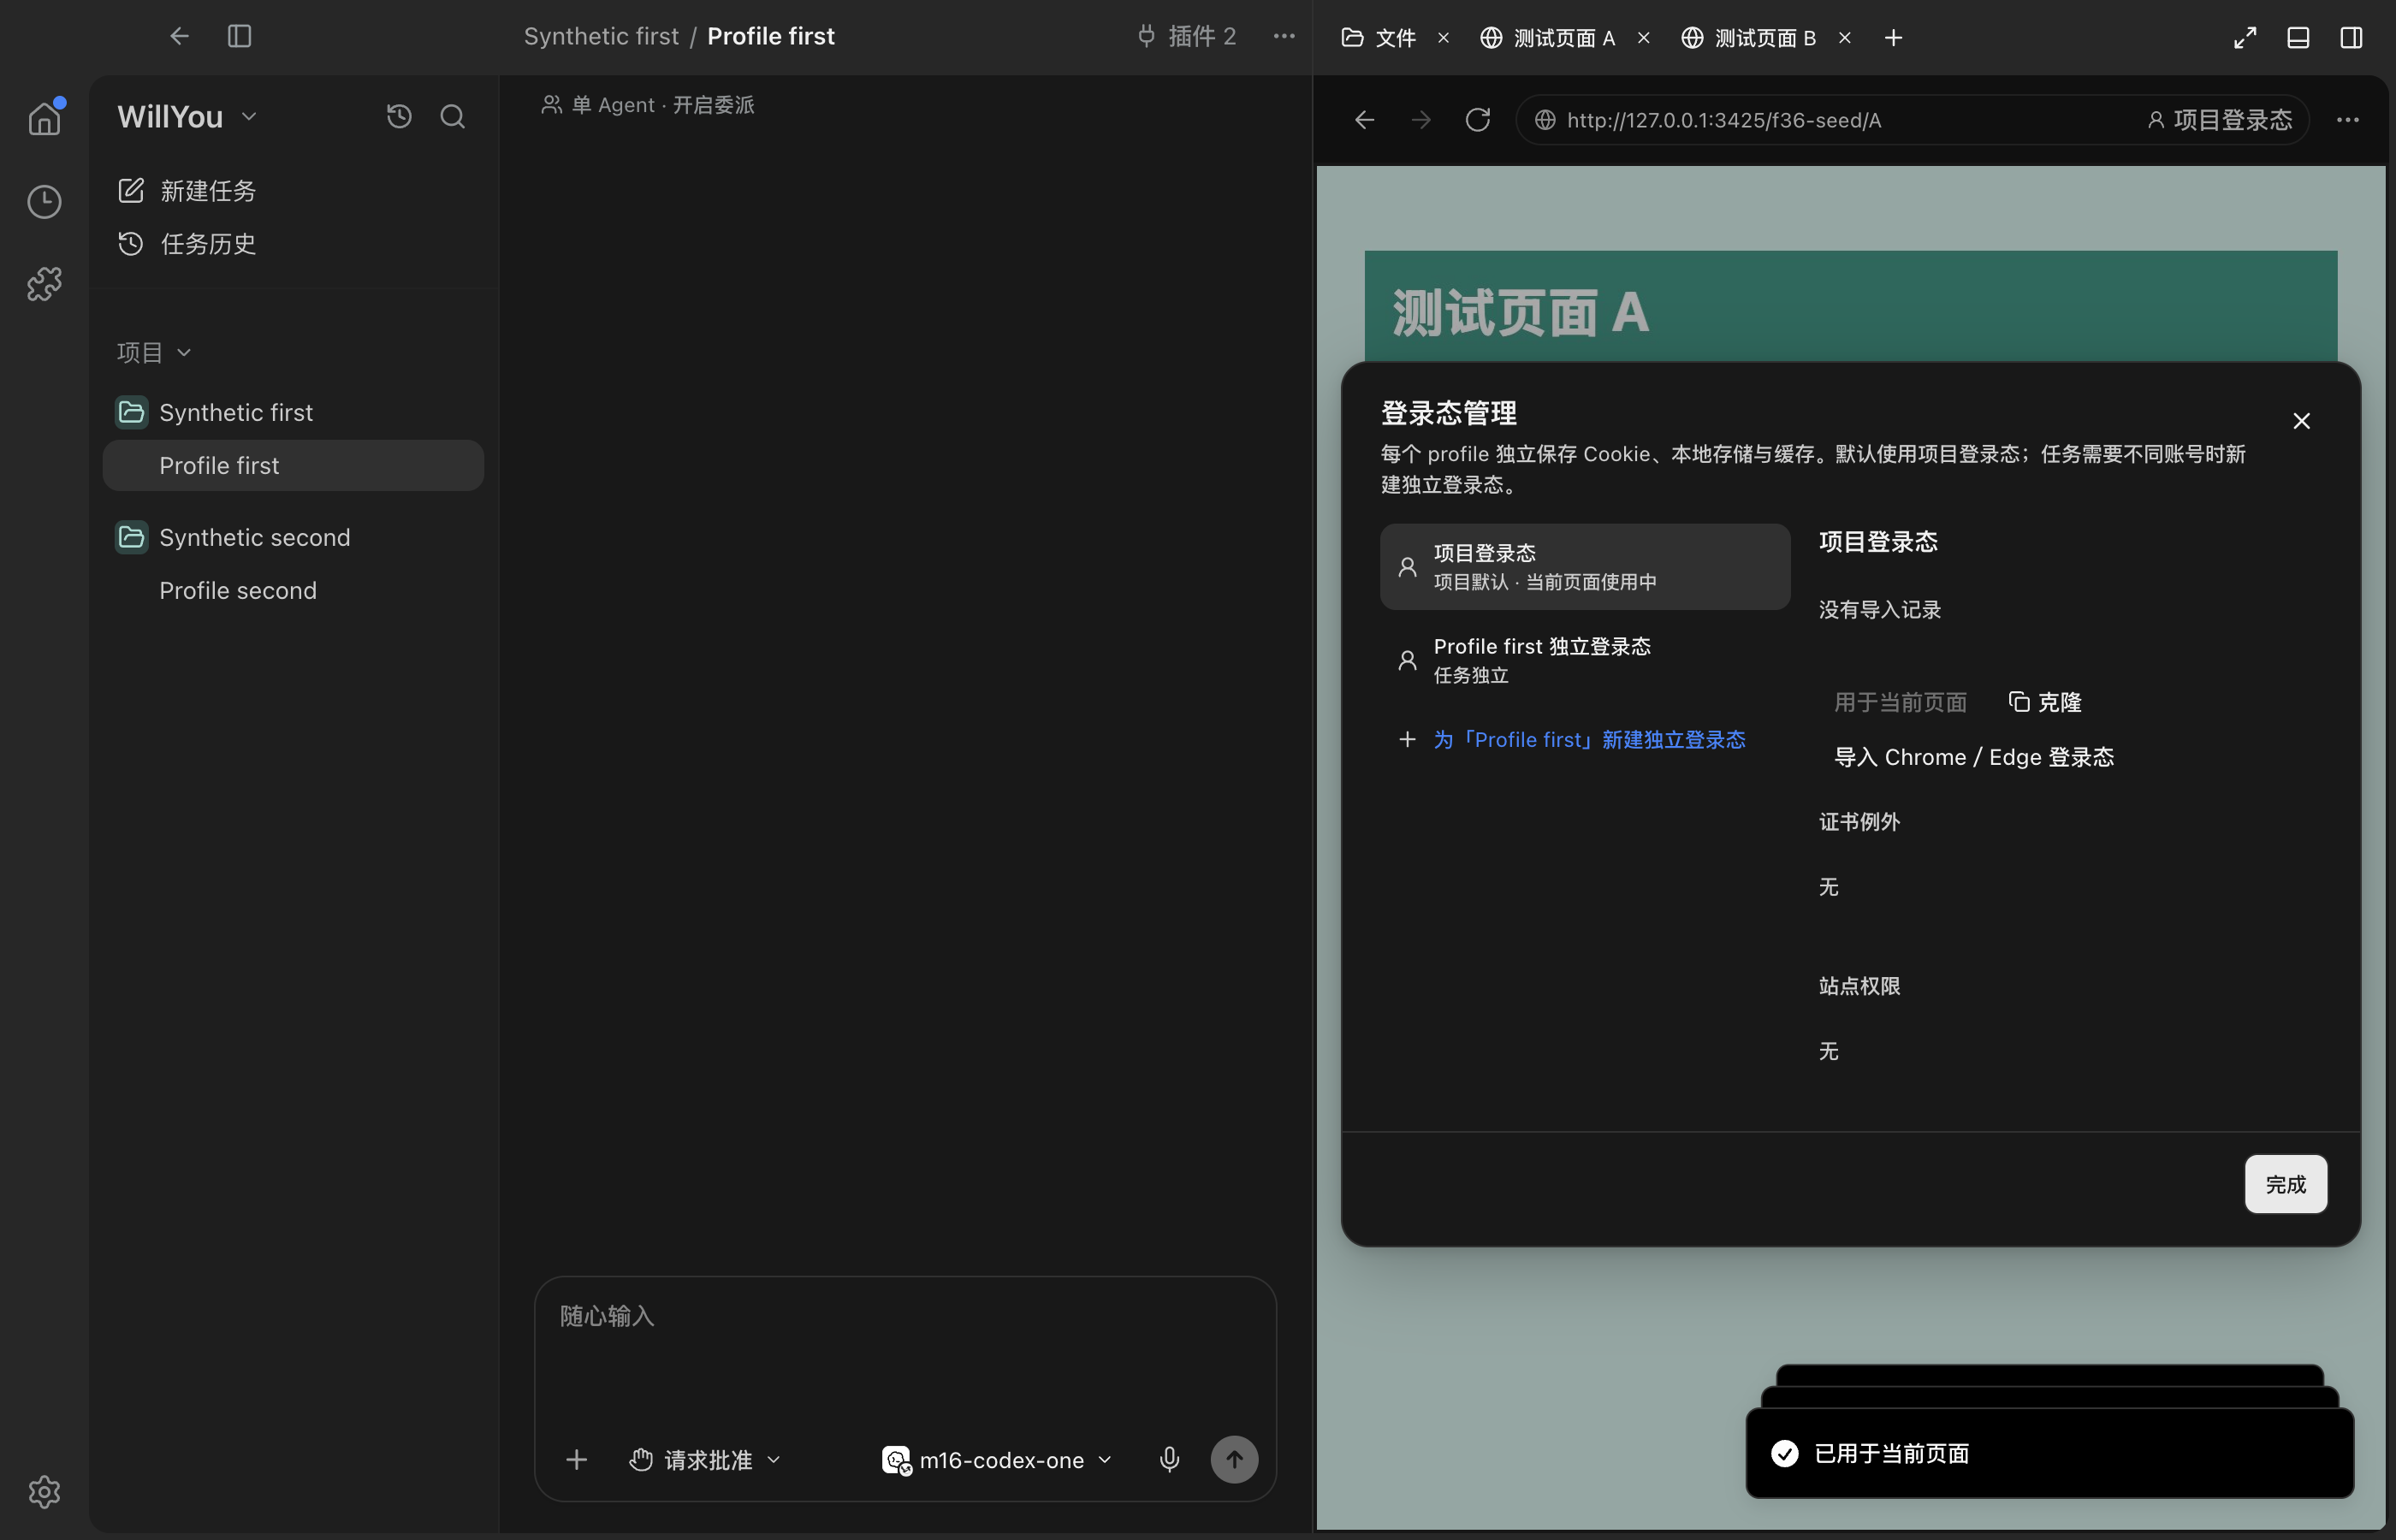 Synthetic first / Profile first
插件 2
文件
测试页面 A
测试页面 B
WillYou
新建任务
任务历史
项目
Synthetic first
Profile first
Synthetic second
Profile second
单 Agent · 开启委派
随心输入
请求批准
m16-codex-one
http://127.0.0.1:3425/f36-seed/A
项目登录态
测试页面 A
登录态管理
每个 profile 独立保存 Cookie、本地存储与缓存。默认使用项目登录态；任务需要不同账号时新
建独立登录态。
项目登录态
项目默认 · 当前页面使用中
Profile first 独立登录态
任务独立
为「Profile first」新建独立登录态
项目登录态
没有导入记录
用于当前页面
克隆
导入 Chrome / Edge 登录态
证书例外
无
站点权限
无
完成
已用于当前页面